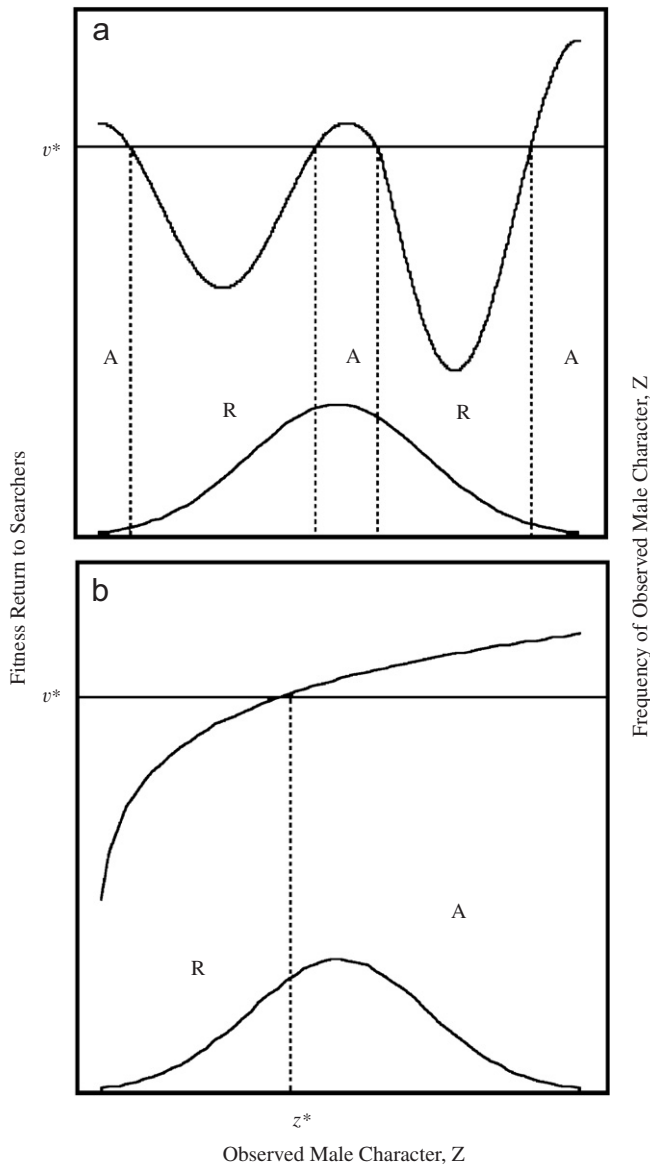 a
v*
A
A
A
R
R
Fitness Return to Searchers
Frequency of Observed Male Character, Z
b
v*
A
R
z*
Observed Male Character, Z